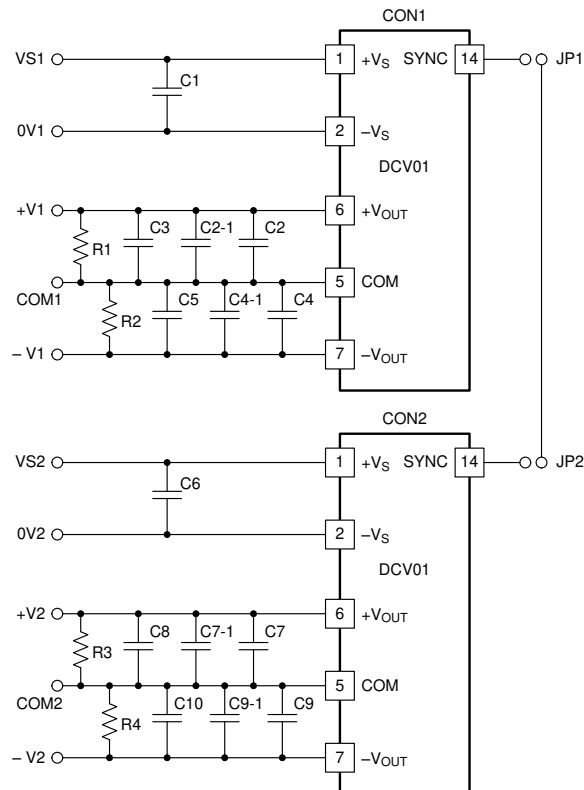 CON1
VS1
1 +VS SYNC 14
JP1
C1
0V1
2 –VS
DCV01
+V1
6 +VOUT
R1
C3
C2-1
C2
COM1
5 COM
R2
C5
C4-1
C4
– V1
7 –VOUT
CON2
VS2
1 +VS SYNC 14
JP2
C6
0V2
2 –VS
DCV01
+V2
6 +VOUT
R3
C8
C7-1
C7
COM2
5 COM
R4
C10
C9-1
C9
– V2
7 –VOUT